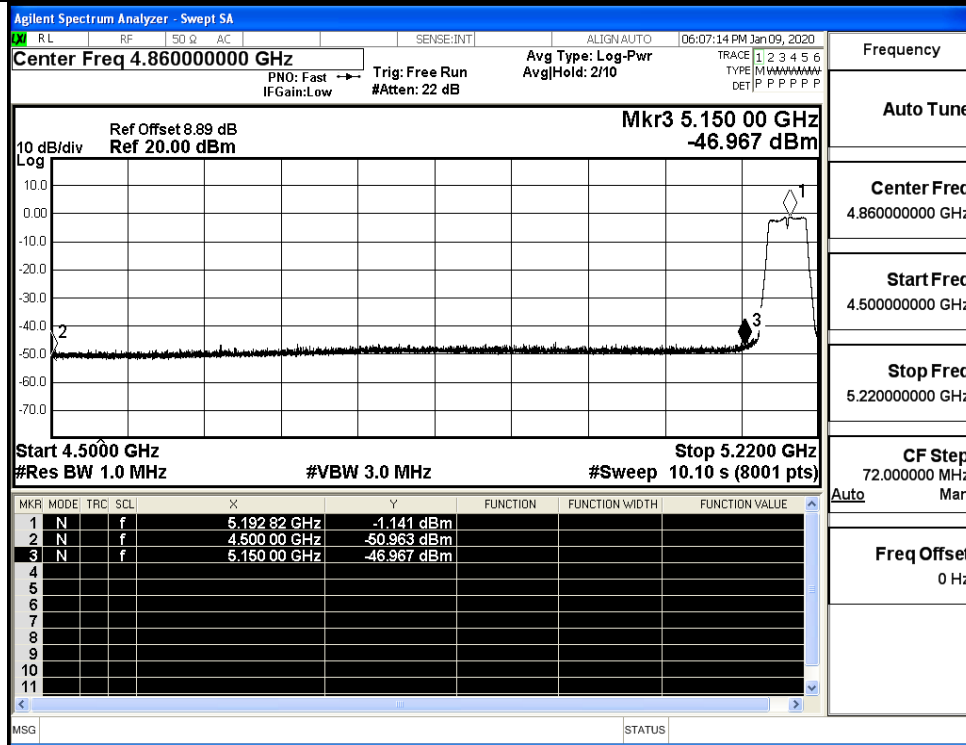 Agilent Spectrum Analyzer - Swept SA
LXI RL RF 50 Ω AC SENSE:INT ALIGN AUTO 06:07:14 PM Jan 09, 2020
Center Freq 4.860000000 GHz
PNO: Fast
IFGain:Low
Trig: Free Run
#Atten: 22 dB
Avg Type: Log-Pwr
Avg|Hold: 2/10
TRACE 1 2 3 4 5 6
TYPE M WWWWW
DET P P P P P P
Frequency
Mkr3 5.150 00 GHz
-46.967 dBm
Ref Offset 8.89 dB
10 dB/div Ref 20.00 dBm
Log
10.0
0.00
-10.0
-20.0
-30.0
-40.0
-50.0
-60.0
-70.0
1
2
3
Start 4.5000 GHz Stop 5.2200 GHz
#Res BW 1.0 MHz #VBW 3.0 MHz #Sweep 10.10 s (8001 pts)
MKR MODE TRC SCL X Y FUNCTION FUNCTION WIDTH FUNCTION VALUE
1 N f 5.192 82 GHz -1.141 dBm
2 N f 4.500 00 GHz -50.963 dBm
3 N f 5.150 00 GHz -46.967 dBm
4
5
6
7
8
9
10
11
MSG STATUS
Auto Tune
Center Freq
4.860000000 GHz
Start Freq
4.500000000 GHz
Stop Freq
5.220000000 GHz
CF Step
72.000000 MHz
Auto Man
Freq Offset
0 Hz